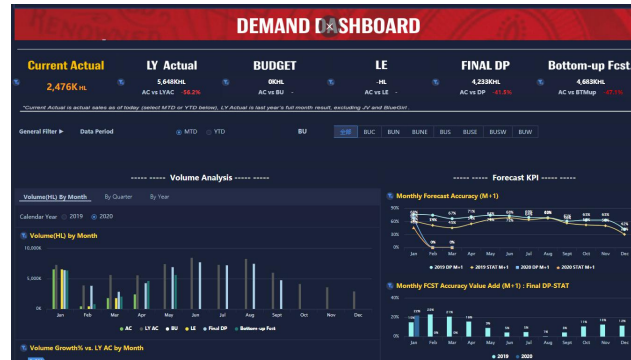 DEMAND DASHBOARD
Current Actual
LY Actual
BUDGET
LE
FINAL DP
Bottom-up Fcst
2,476K HL
5,648KHL
0KHL
-HL
4,233KHL
4,683KHL
AC vs LYAC -56.2%
AC vs BU -
AC vs LE -
AC vs DP -41.5%
AC vs BTMup -47.1%
*Current Actual is actual sales as of today (select MTD or YTD below), LY Actual is last year's full month result, excluding JV and BlueGirl.
General Filter ▶ Data Period MTD YTD BU 全部 BUC BUN BUNE BUS BUSE BUSW BUW
----- Volume Analysis -----
----- Forecast KPI -----
Volume(HL) By Month By Quarter By Year
Calendar Year 2019 2020
Volume(HL) by Month
10,000K
5,000K
0K
Jan Feb Mar Apr May Jun Jul Aug Sept Oct Nov Dec
AC LY AC BU LE Final DP Bottom-up Fcst
Volume Growth% vs. LY AC by Month
Monthly Forecast Accuracy (M+1)
90%
60%
30%
0%
67%
71%
Jan Feb Mar Apr May Jun Jul Aug Sept Oct Nov Dec
2019 DP M+1 2019 STAT M+1 2020 DP M+1 2020 STAT M+1
Monthly FCST Accuracy Value Add (M+1) : Final DP-STAT
40%
20%
0%
Jan Feb Mar Apr May Jun Jul Aug Sept Oct Nov Dec
2019 2020